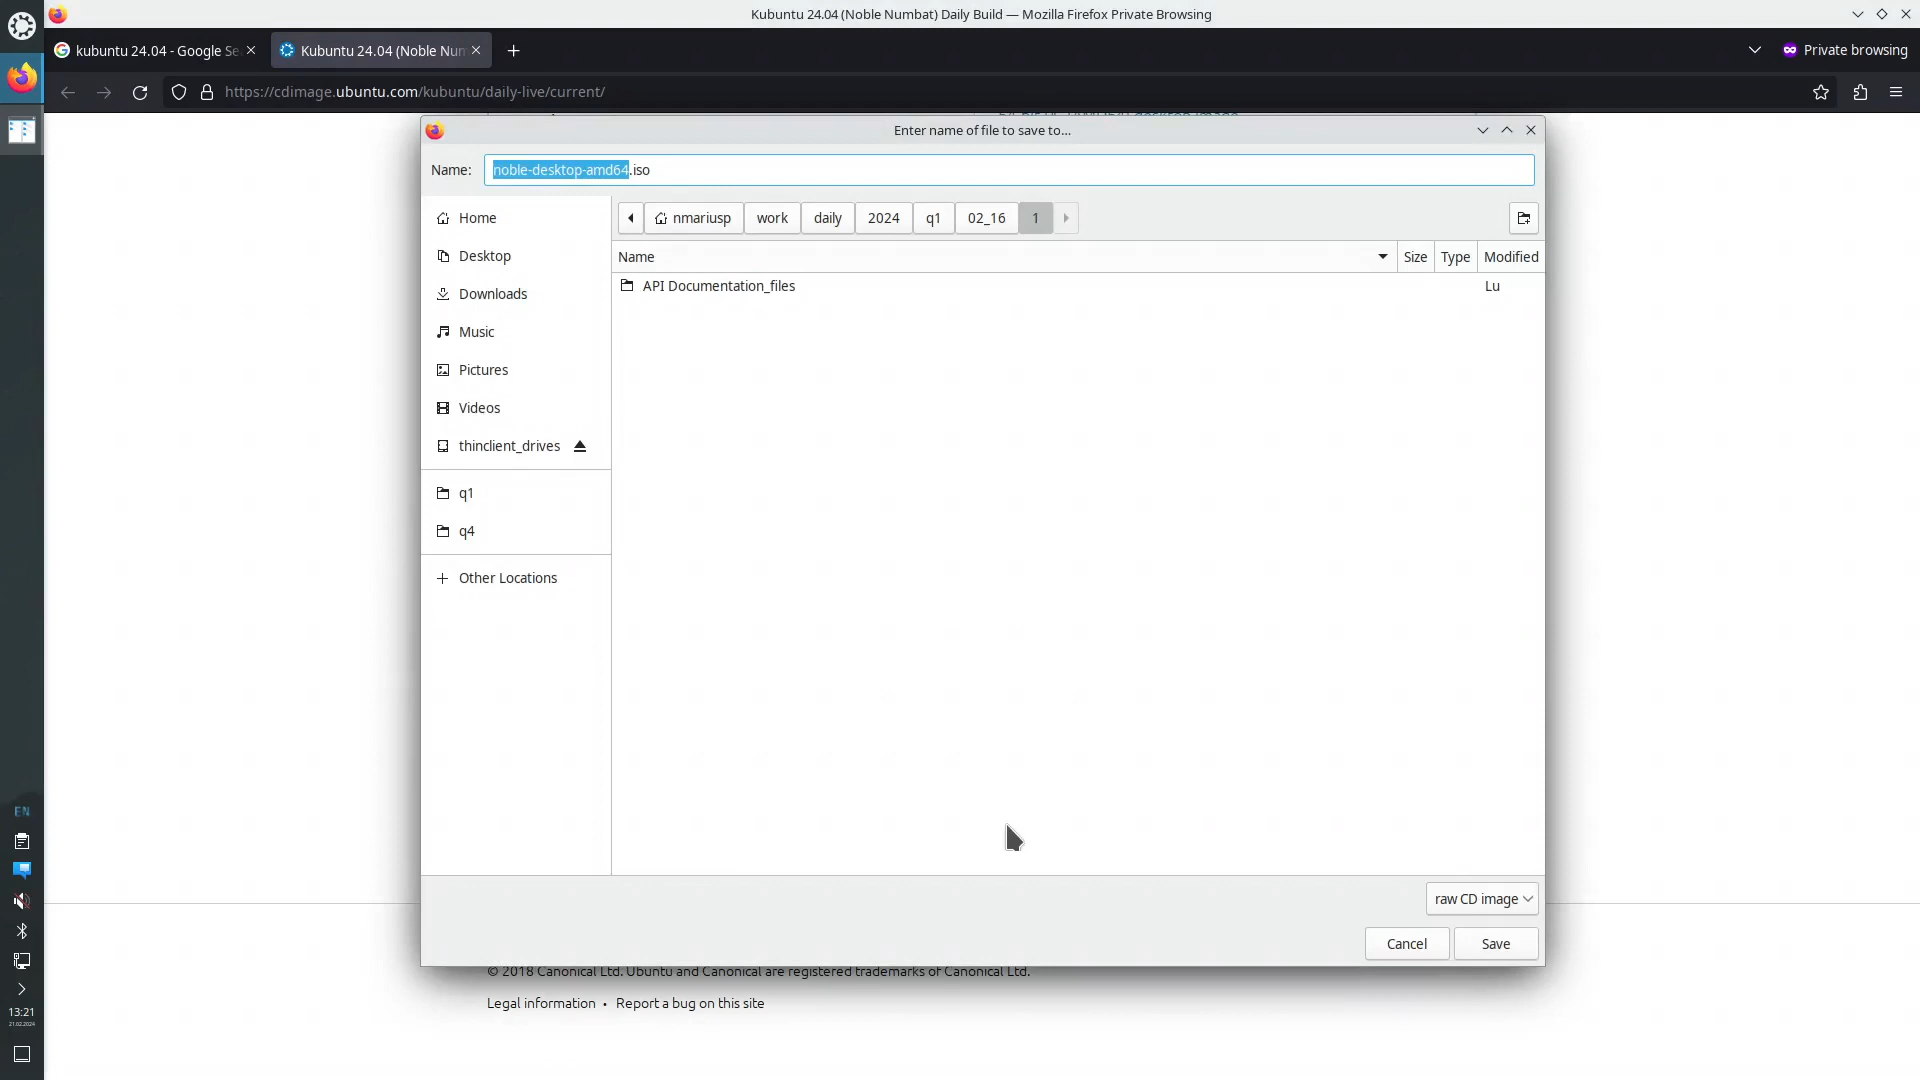 Kubuntu 24.04 (Noble Numbat) Daily Build — Mozilla Firefox Private Browsing
kubuntu 24.04 - Google Se
Kubuntu 24.04 (Noble Num
Private browsing
https://cdimage.ubuntu.com/kubuntu/daily-live/current/
Enter name of file to save to...
Name: noble-desktop-amd64.iso
Home
Desktop
Downloads
Music
Pictures
Videos
thinclient_drives
q1
q4
Other Locations
nmariusp work daily 2024 q1 02_16 1
Name Size Type Modified
API Documentation_files Lu
raw CD image
Cancel Save
© 2018 Canonical Ltd. Ubuntu and Canonical are registered trademarks of Canonical Ltd.
Legal information • Report a bug on this site
EN
13:21
21.02.2024